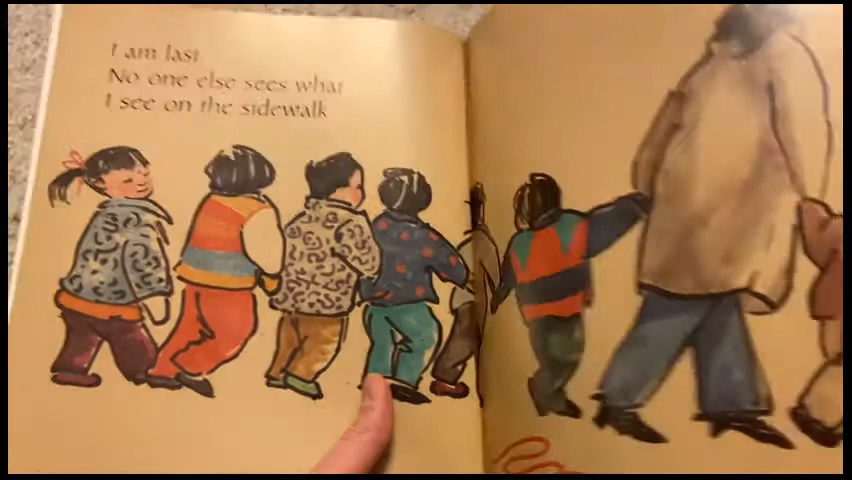 I am last
No one else sees what
I see on the sidewalk